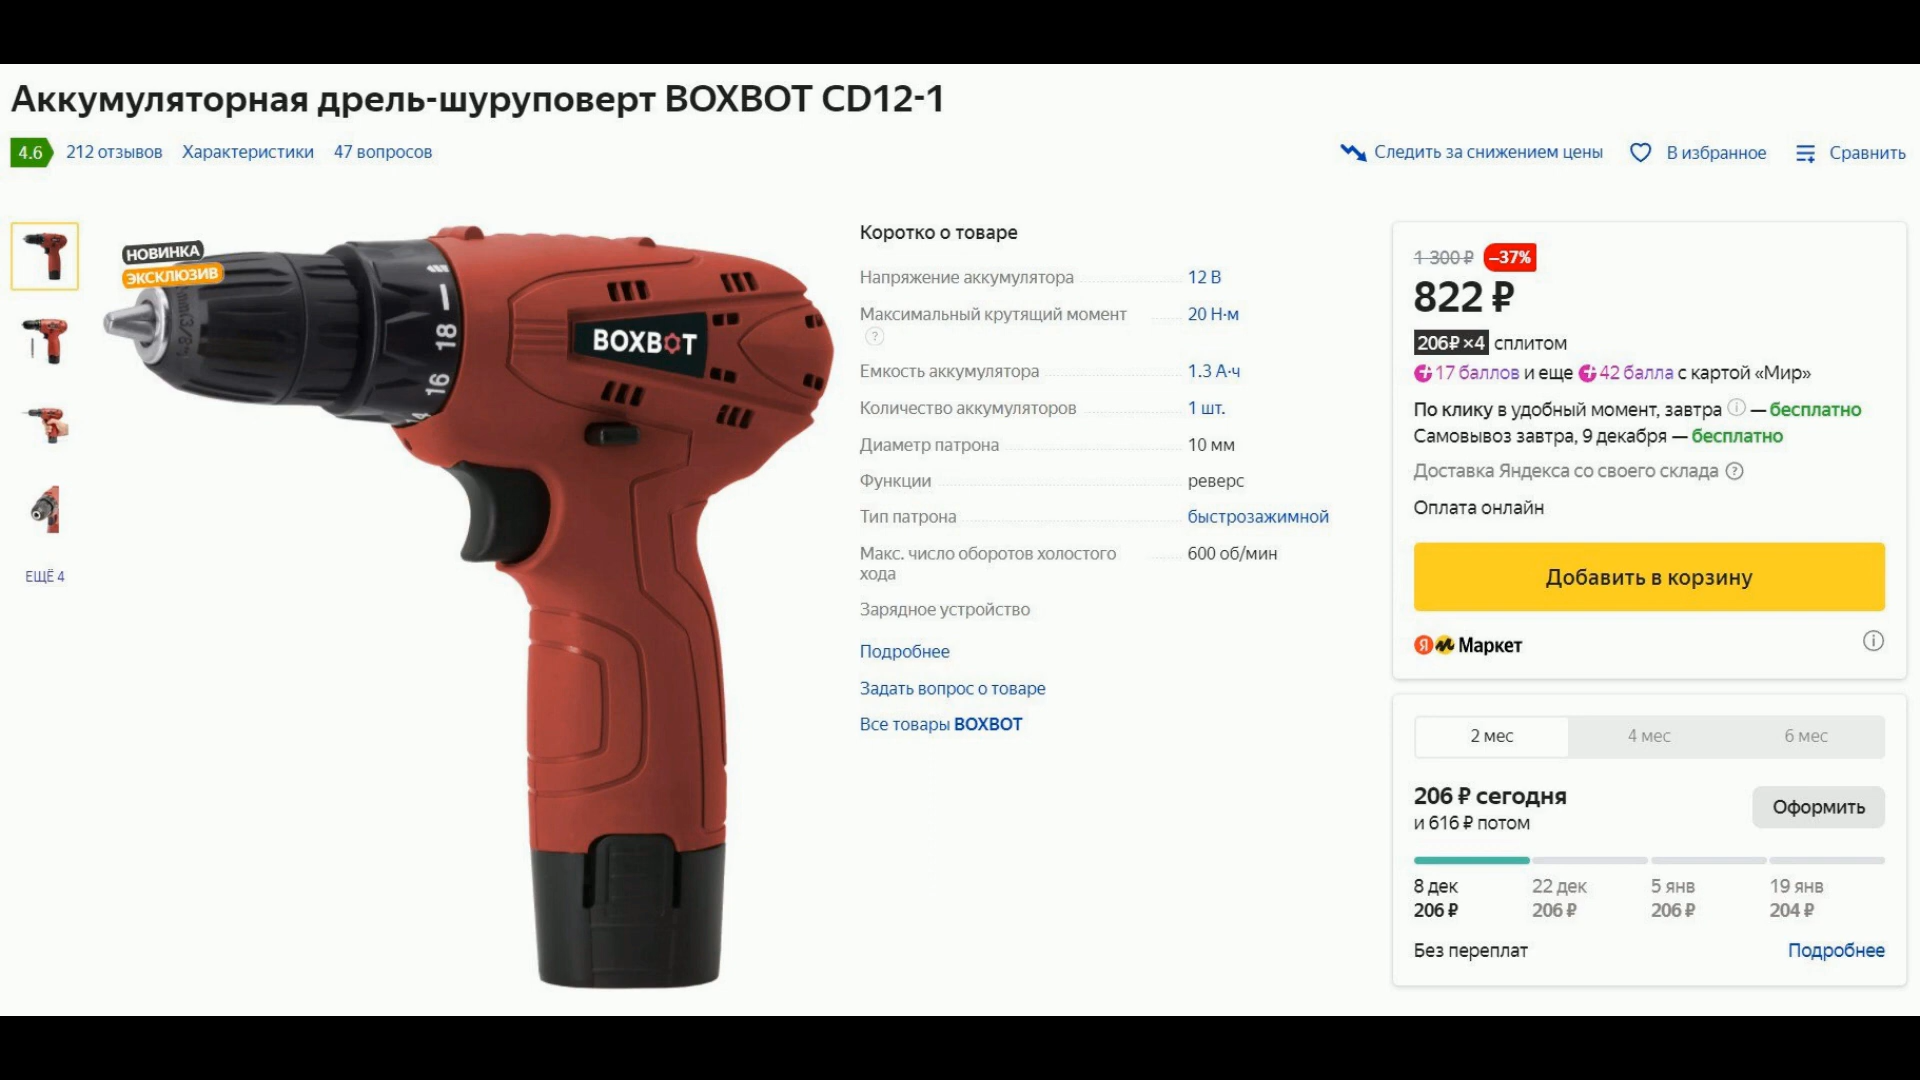 Аккумуляторная дрель-шуруповерт BOXBOT CD12-1
4.6 212 отзывов Характеристики 47 вопросов
Следить за снижением цены В избранное Сравнить
НОВИНКА
ЭКСКЛЮЗИВ
BOXBOT
18
16
ЕЩЁ 4
Коротко о товаре
Напряжение аккумулятора 12 В
Максимальный крутящий момент 20 Н·м
?
Емкость аккумулятора 1.3 А·ч
Количество аккумуляторов 1 шт.
Диаметр патрона 10 мм
Функции реверс
Тип патрона быстрозажимной
Макс. число оборотов холостого 600 об/мин
хода
Зарядное устройство
Подробнее
Задать вопрос о товаре
Все товары BOXBOT
1 300 ₽ –37%
822 ₽
206₽×4 сплитом
17 баллов и еще 42 балла с картой «Мир»
По клику в удобный момент, завтра — бесплатно
Самовывоз завтра, 9 декабря — бесплатно
Доставка Яндекса со своего склада ?
Оплата онлайн
Добавить в корзину
Я М Маркет
2 мес 4 мес 6 мес
206 ₽ сегодня
и 616 ₽ потом
Оформить
8 дек 22 дек 5 янв 19 янв
206 ₽ 206 ₽ 206 ₽ 204 ₽
Без переплат Подробнее